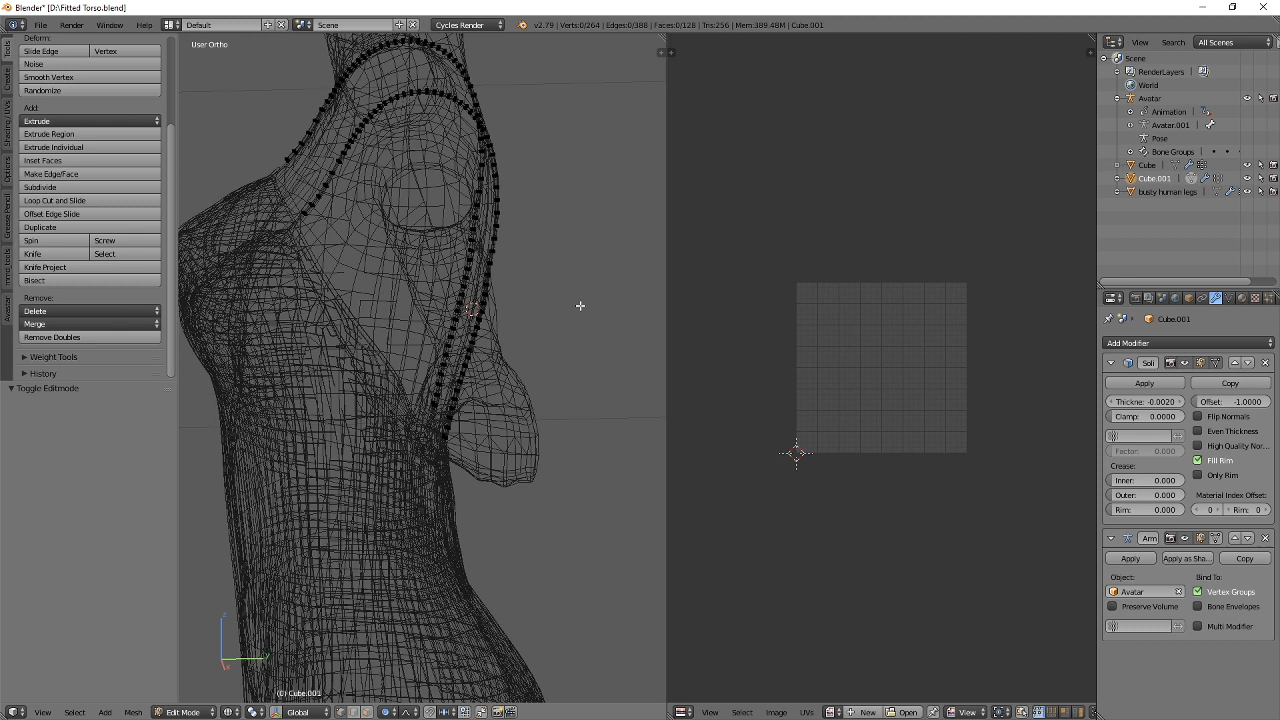 Blender* [D:\Fitted Torso.blend]
File Render Window Help Default Scene Cycles Render v2.79 | Verts:0/264 | Edges:0/388 | Faces:0/128 | Tris:256 | Mem:389.48M | Cube.001
Deform:
Slide Edge Vertex
Noise
Smooth Vertex
Randomize
Add:
Extrude
Extrude Region
Extrude Individual
Inset Faces
Make Edge/Face
Subdivide
Loop Cut and Slide
Offset Edge Slide
Duplicate
Spin Screw
Knife Select
Knife Project
Bisect
Remove:
Delete
Merge
Remove Doubles
Weight Tools
History
Toggle Editmode
Tools
Create
Shading / UVs
Options
Grease Pencil
mmd_tools
Avastar
User Ortho
z
y
x
(0) Cube.001
View Select Add Mesh Edit Mode Global
View Select Image UVs New Open View
View Search All Scenes
Scene
RenderLayers
World
Avatar
Animation
Avatar.001
Pose
Bone Groups
Cube
Cube.001
busty human legs
Cube.001
Add Modifier
Soli
Apply Copy
Thickne: -0.0020 Offset: -1.0000
Clamp: 0.0000 Flip Normals
Even Thickness
High Quality Nor...
Factor: 0.000 Fill Rim
Crease: Only Rim
Inner: 0.000
Outer: 0.000 Material Index Offset:
Rim: 0.000 0 Rim: 0
Arm
Apply Apply as Sha... Copy
Object: Bind To:
Avatar Vertex Groups
Preserve Volume Bone Envelopes
Multi Modifier